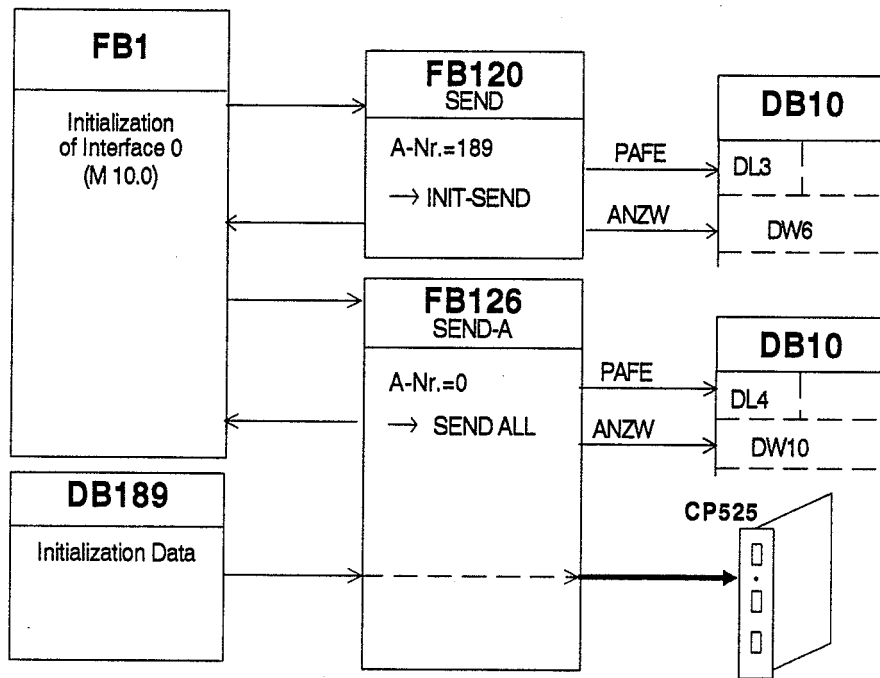 FB1
Initialization
of Interface 0
(M 10.0)
FB120
SEND
A-Nr.=189
→ INIT-SEND
PAFE
ANZW
DB10
DL3
DW6
FB126
SEND-A
A-Nr.=0
→ SEND ALL
PAFE
ANZW
DB10
DL4
DW10
DB189
Initialization Data
CP525